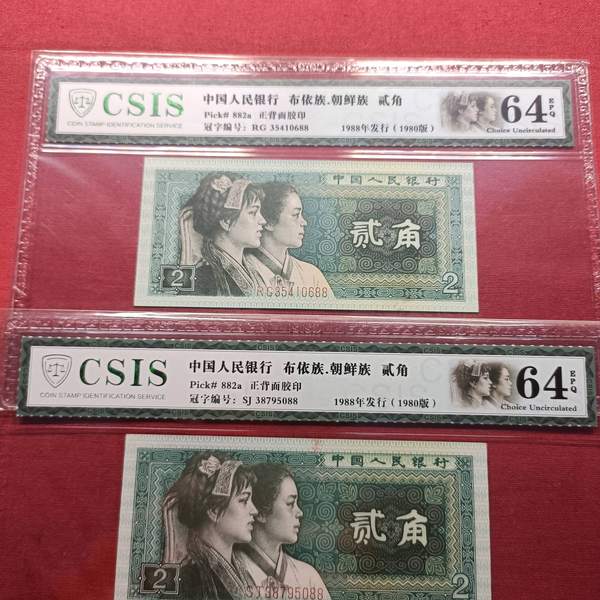 CSIS
COIN STAMP IDENTIFICATION SERVICE
中国人民银行 布依族.朝鲜族 贰角
Pick# 882a 正背面胶印
冠字编号: RG 35410688 1988年发行(1980版)
64 EPQ
Choice Uncirculated
中国人民银行
贰角
2
2
RG35410688
CSIS
COIN STAMP IDENTIFICATION SERVICE
中国人民银行 布依族.朝鲜族 贰角
Pick# 882a 正背面胶印
冠字编号: SJ 38795088 1988年发行(1980版)
64 EPQ
Choice Uncirculated
中国人民银行
贰角
2
2
SJ38795088